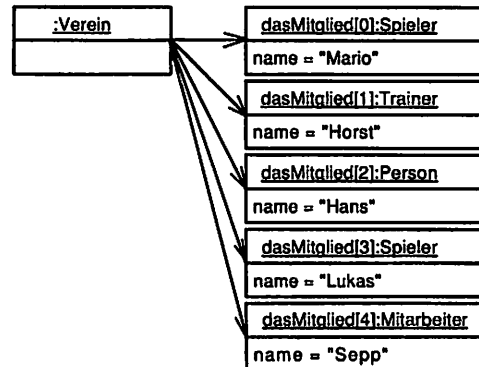 :Verein
dasMitglied[0]:Spieler
name = "Mario"
dasMitglied[1]:Trainer
name = "Horst"
dasMitglied[2]:Person
name = "Hans"
dasMitglied[3]:Spieler
name = "Lukas"
dasMitglied[4]:Mitarbeiter
name = "Sepp"